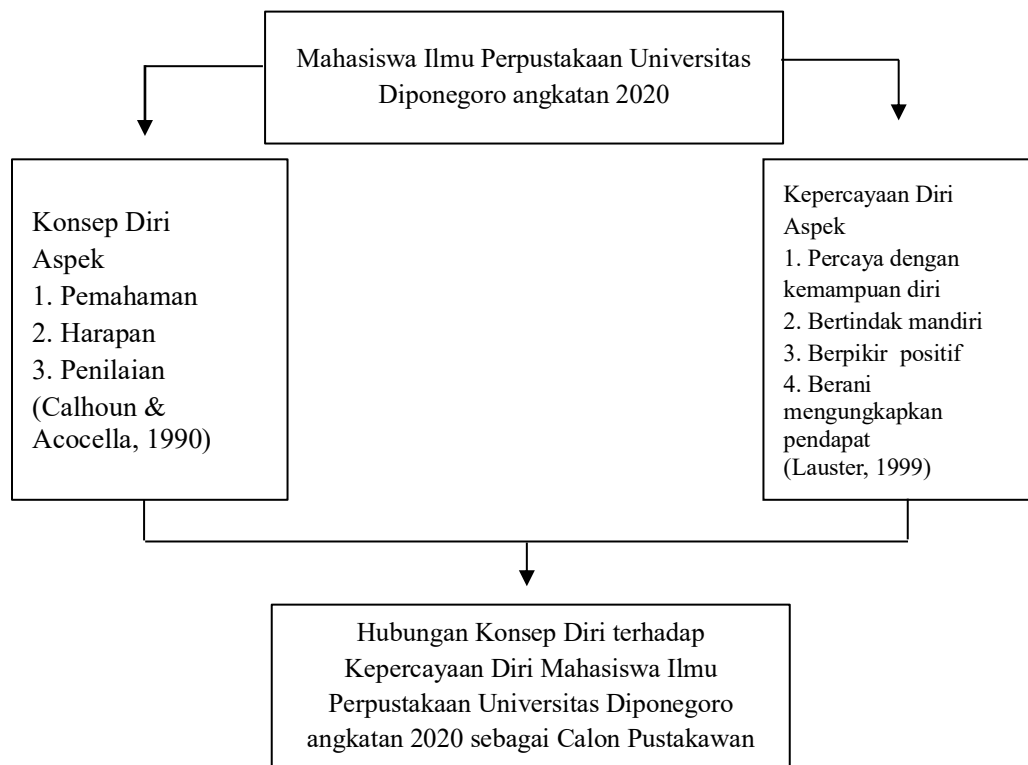 Mahasiswa Ilmu Perpustakaan Universitas
Diponegoro angkatan 2020
Konsep Diri
Aspek
1. Pemahaman
2. Harapan
3. Penilaian
(Calhoun &
Acocella, 1990)
Kepercayaan Diri
Aspek
1. Percaya dengan
kemampuan diri
2. Bertindak mandiri
3. Berpikir positif
4. Berani
mengungkapkan
pendapat
(Lauster, 1999)
Hubungan Konsep Diri terhadap
Kepercayaan Diri Mahasiswa Ilmu
Perpustakaan Universitas Diponegoro
angkatan 2020 sebagai Calon Pustakawan